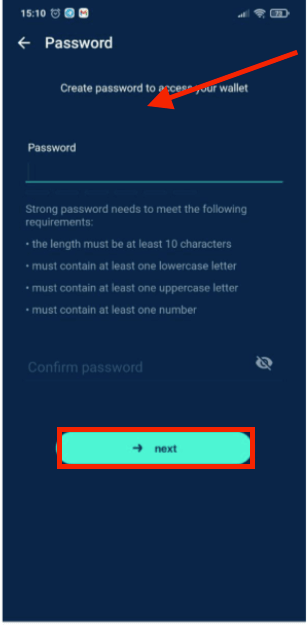 15:10
73
← Password
Create password to access your wallet
Password
Strong password needs to meet the following
requirements:
• the length must be at least 10 characters
• must contain at least one lowercase letter
• must contain at least one uppercase letter
• must contain at least one number
Confirm password
→ next